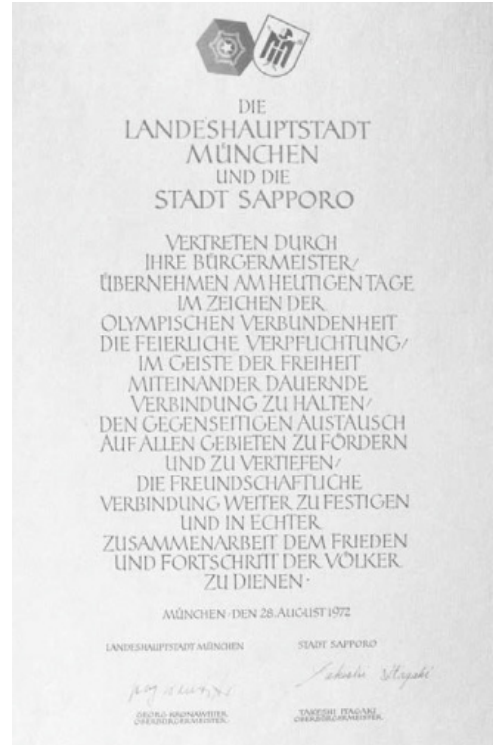 DIE
LANDESHAUPTSTADT
MÜNCHEN
UND DIE
STADT SAPPORO
VERTRETEN DURCH
IHRE BÜRGERMEISTER/
ÜBERNEHMEN AM HEUTIGEN TAGE
IM ZEICHEN DER
OLYMPISCHEN VERBUNDENHEIT
DIE FEIERLICHE VERPFLICHTUNG/
IM GEISTE DER FREIHEIT
MITEINANDER DAUERNDE
VERBINDUNG ZU HALTEN/
DEN GEGENSEITIGEN AUSTAUSCH
AUF ALLEN GEBIETEN ZU FÖRDERN
UND ZU VERTIEFEN/
DIE FREUNDSCHAFTLICHE
VERBINDUNG WEITER ZU FESTIGEN
UND IN ECHTER
ZUSAMMENARBEIT DEM FRIEDEN
UND FORTSCHRITT DER VÖLKER
ZU DIENEN·
MÜNCHEN·DEN 28.AUGUST 1972
LANDESHAUPTSTADT MÜNCHEN STADT SAPPORO
Takeshi Itagaki
GEORG KRONAWITTER TAKESHI ITAGAKI
OBERBÜRGERMEISTER OBERBÜRGERMEISTER